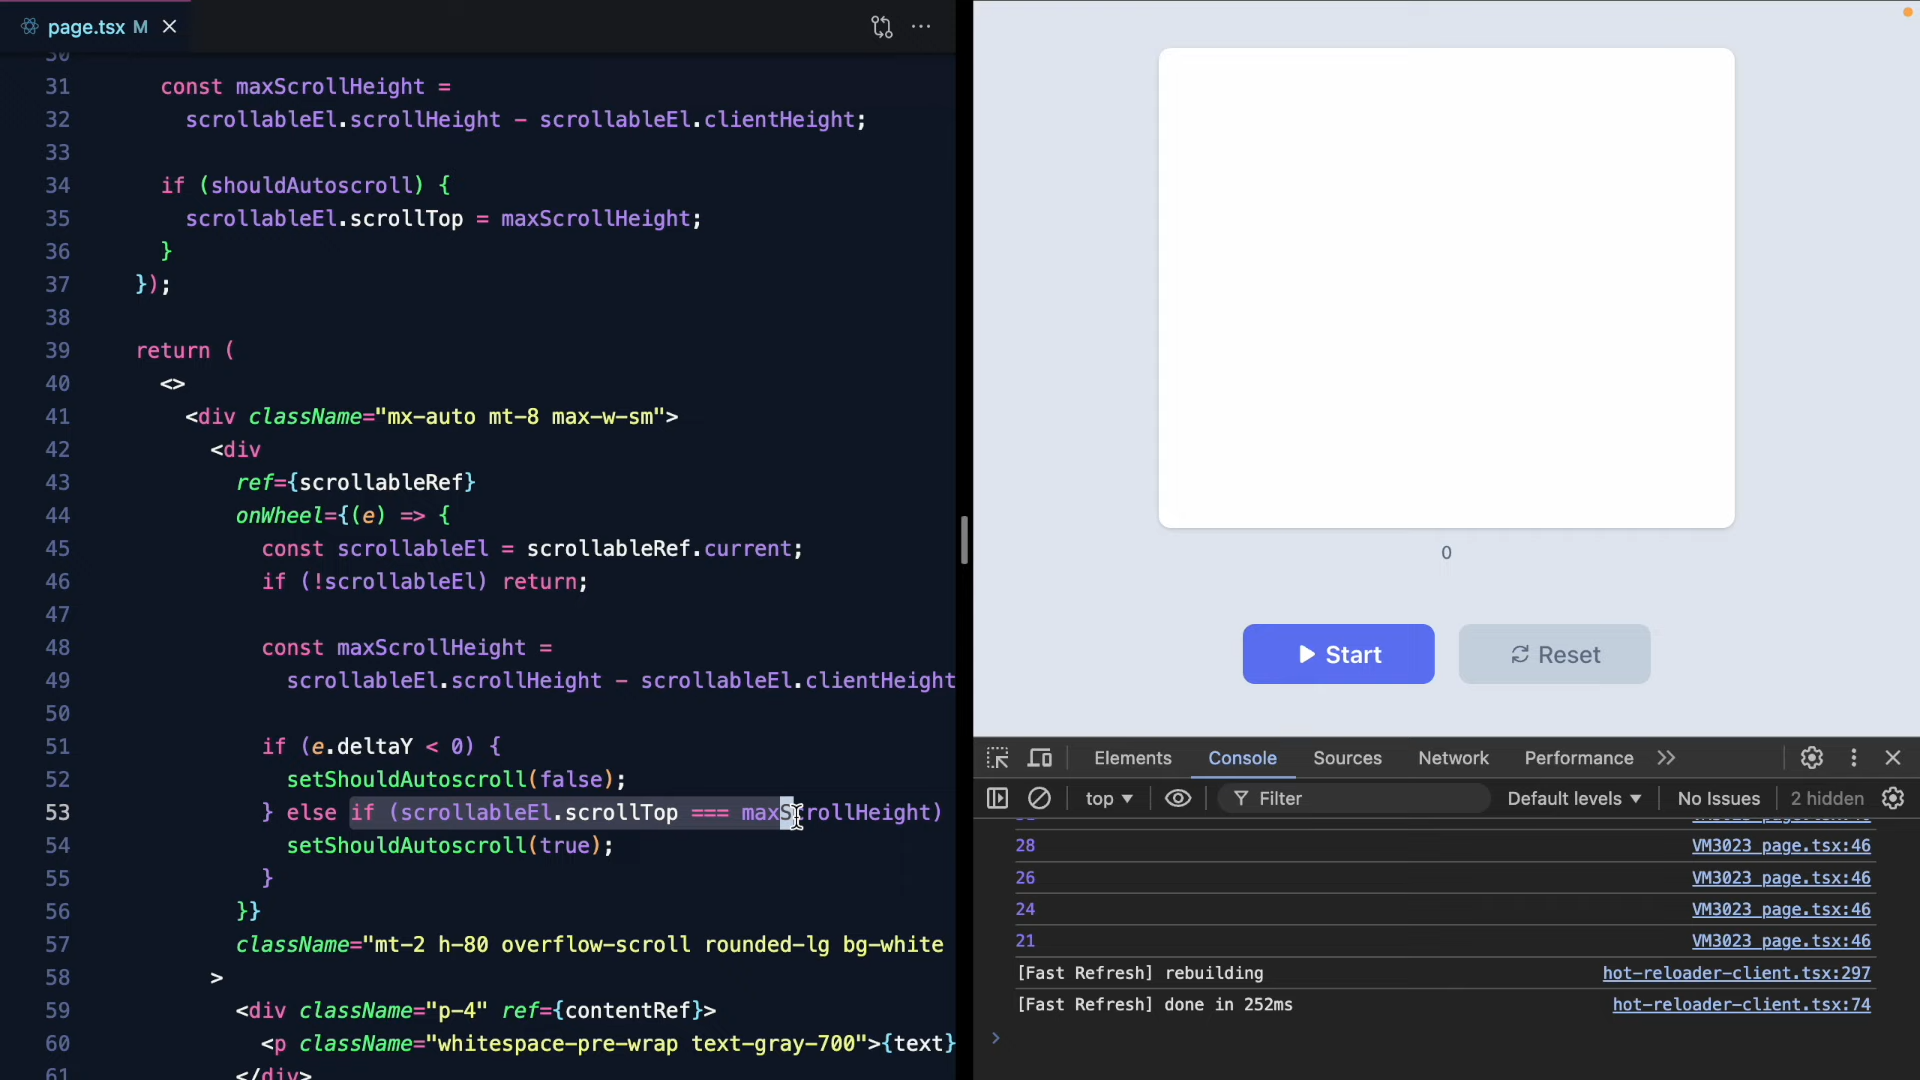 page.tsx M
30
31 const maxScrollHeight =
32 scrollableEl.scrollHeight - scrollableEl.clientHeight;
33
34 if (shouldAutoscroll) {
35 scrollableEl.scrollTop = maxScrollHeight;
36 }
37 });
38
39 return (
40 <>
41 <div className="mx-auto mt-8 max-w-sm">
42 <div
43 ref={scrollableRef}
44 onWheel={(e) => {
45 const scrollableEl = scrollableRef.current;
46 if (!scrollableEl) return;
47
48 const maxScrollHeight =
49 scrollableEl.scrollHeight - scrollableEl.clientHeight
50
51 if (e.deltaY < 0) {
52 setShouldAutoscroll(false);
53 } else if (scrollableEl.scrollTop === maxScrollHeight)
54 setShouldAutoscroll(true);
55 }
56 }}
57 className="mt-2 h-80 overflow-scroll rounded-lg bg-white
58 >
59 <div className="p-4" ref={contentRef}>
60 <p className="whitespace-pre-wrap text-gray-700">{text}
61 </div>
0
Start Reset
Elements Console Sources Network Performance
top Filter Default levels No Issues 2 hidden
28 VM3023 page.tsx:46
26 VM3023 page.tsx:46
24 VM3023 page.tsx:46
21 VM3023 page.tsx:46
[Fast Refresh] rebuilding hot-reloader-client.tsx:297
[Fast Refresh] done in 252ms hot-reloader-client.tsx:74